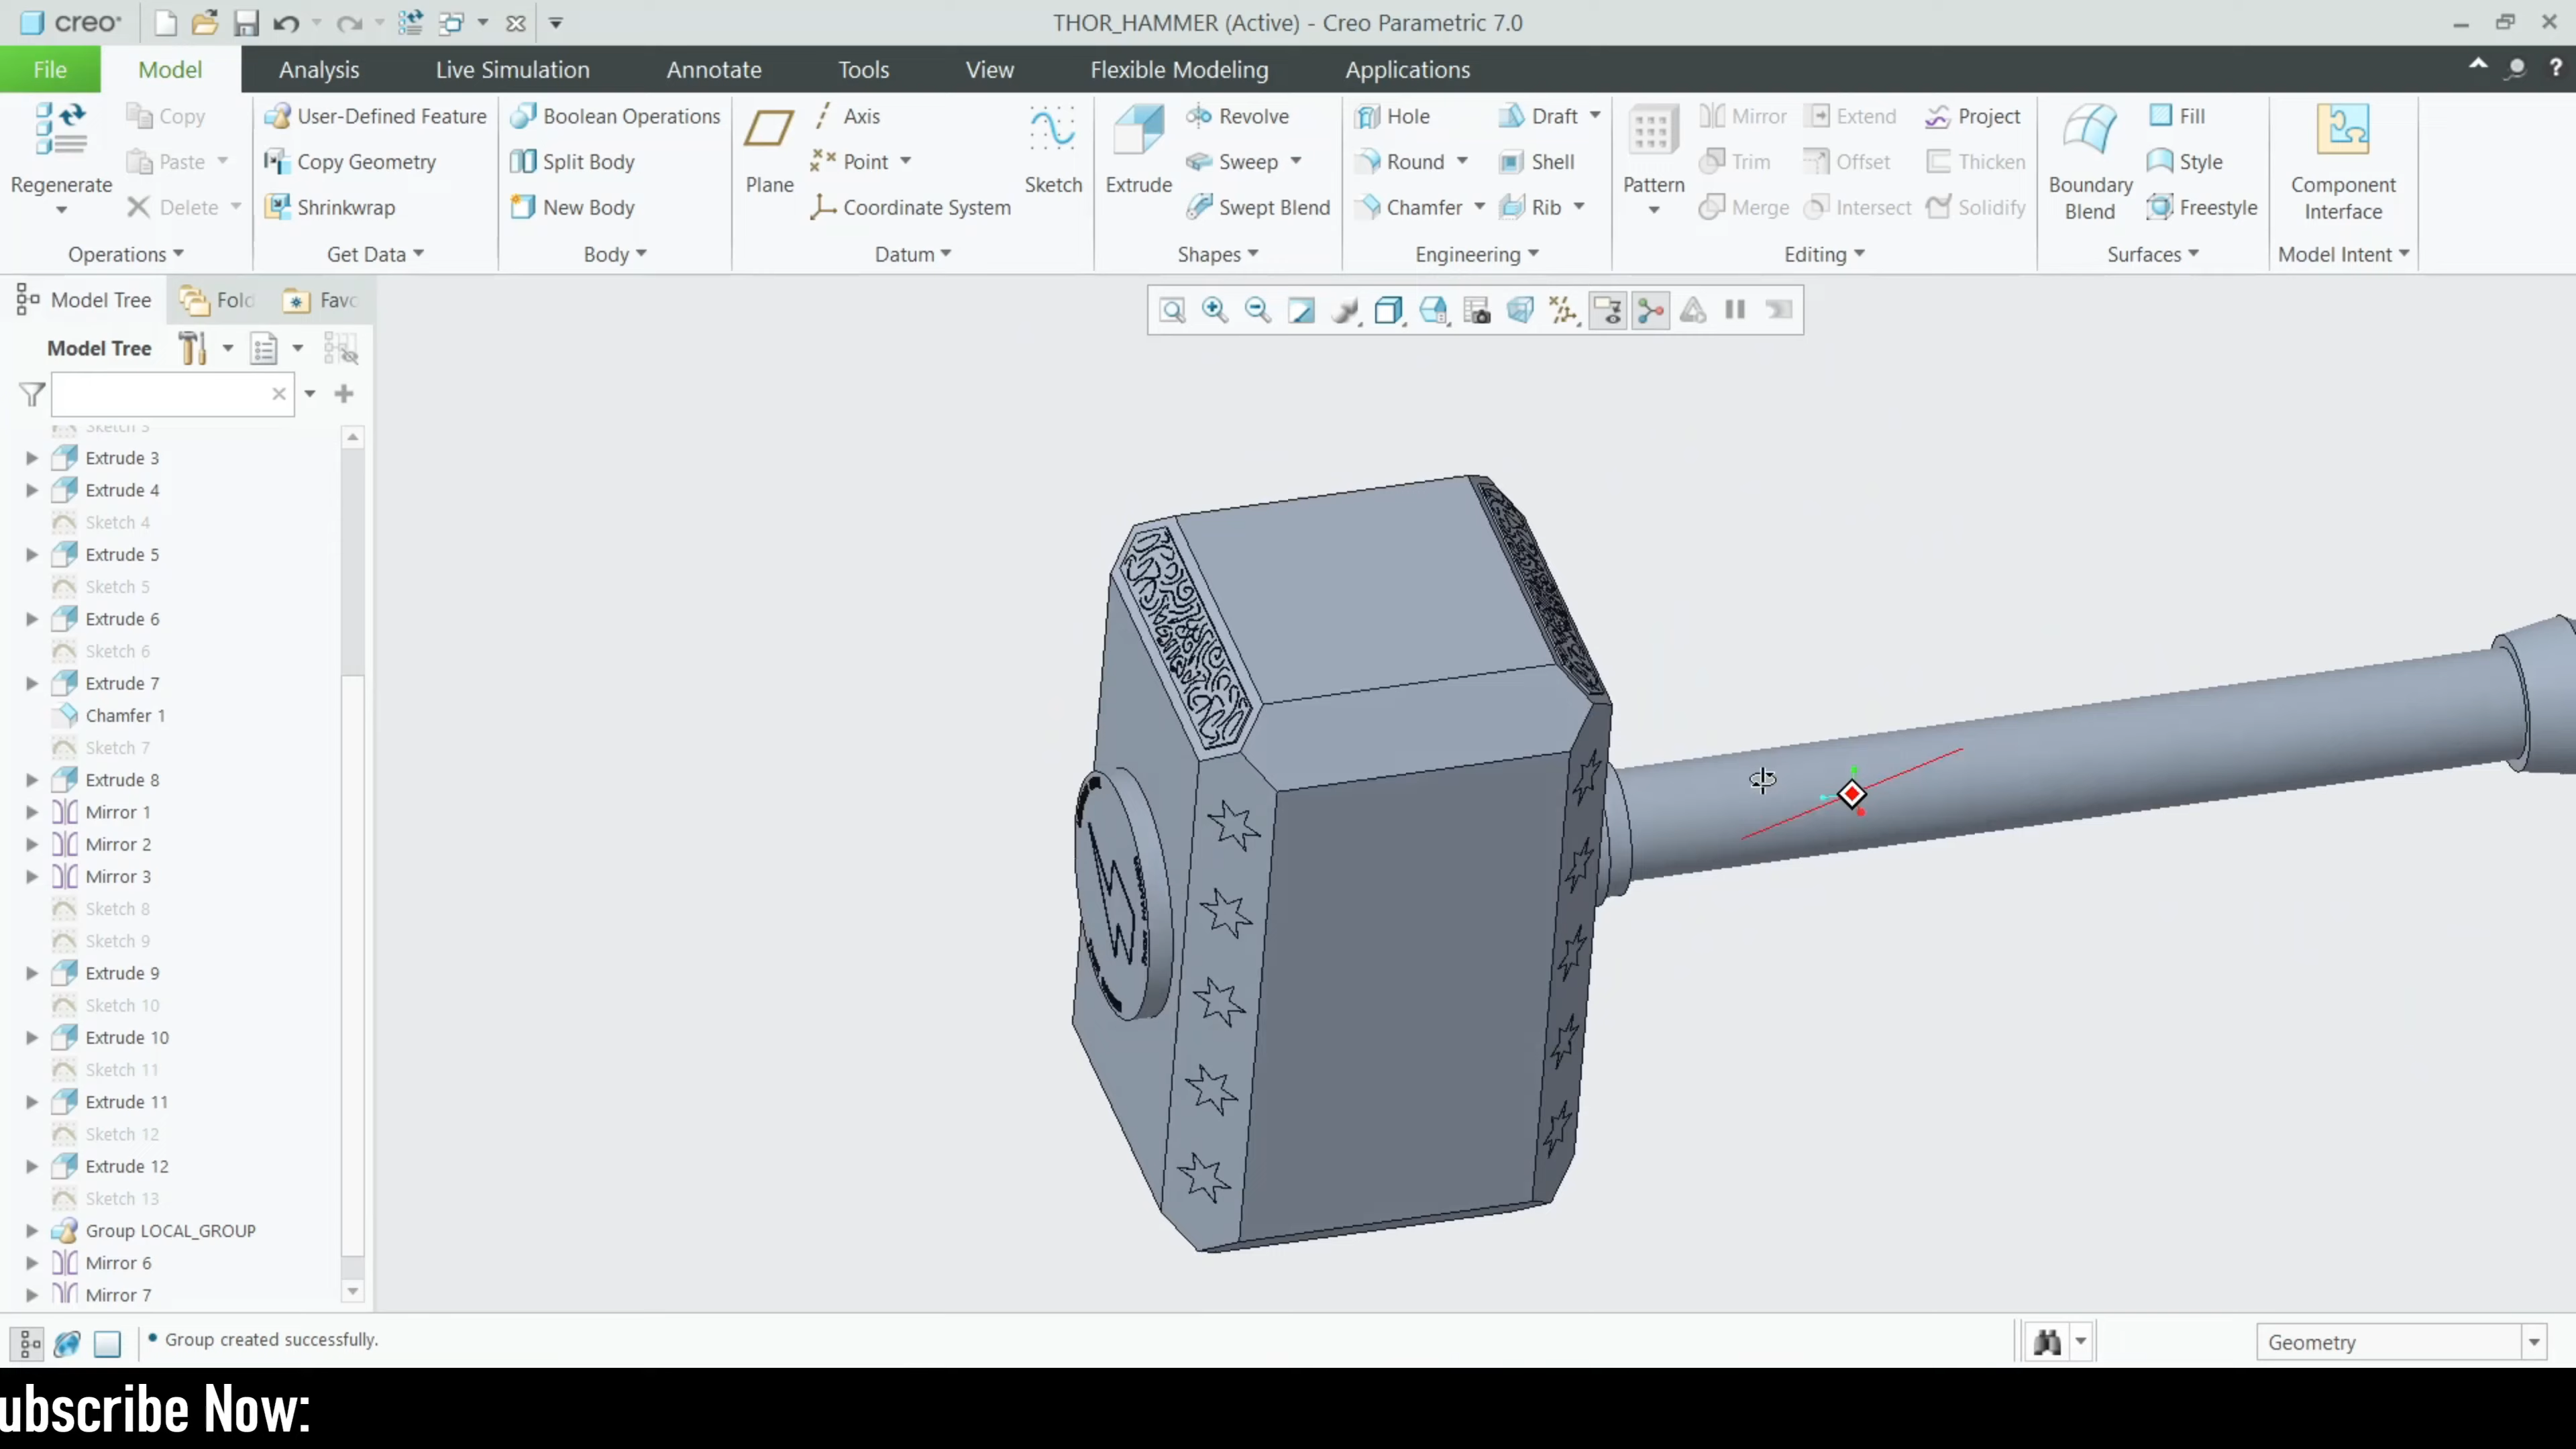 creo
THOR_HAMMER (Active) - Creo Parametric 7.0
File Model Analysis Live Simulation Annotate Tools View Flexible Modeling Applications
Regenerate
Copy
Paste
Delete
Operations
User-Defined Feature
Copy Geometry
Shrinkwrap
Get Data
Boolean Operations
Split Body
New Body
Body
Plane
Axis
Point
Coordinate System
Sketch
Datum
Extrude
Revolve
Sweep
Swept Blend
Shapes
Hole
Round
Chamfer
Draft
Shell
Rib
Engineering
Pattern
Mirror
Trim
Merge
Extend
Offset
Intersect
Project
Thicken
Solidify
Editing
Boundary
Blend
Fill
Style
Freestyle
Surfaces
Component
Interface
Model Intent
Model Tree Fold Favo
Model Tree
Sketch 3
Extrude 3
Extrude 4
Sketch 4
Extrude 5
Sketch 5
Extrude 6
Sketch 6
Extrude 7
Chamfer 1
Sketch 7
Extrude 8
Mirror 1
Mirror 2
Mirror 3
Sketch 8
Sketch 9
Extrude 9
Sketch 10
Extrude 10
Sketch 11
Extrude 11
Sketch 12
Extrude 12
Sketch 13
Group LOCAL_GROUP
Mirror 6
Mirror 7
• Group created successfully.
Geometry
ubscribe Now: